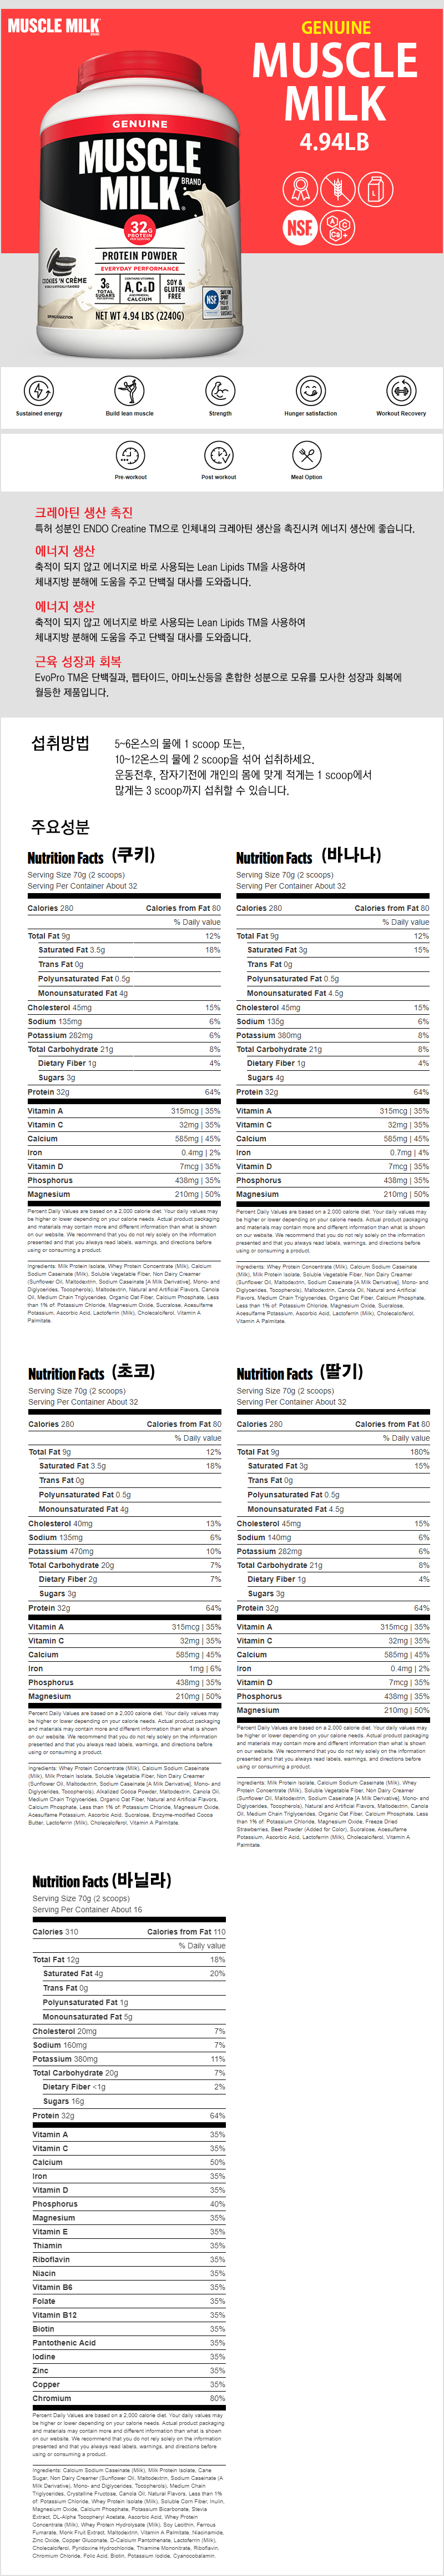 MUSCLE MILK
GENUINE
MUSCLE
MILK
4.94LB
GENUINE
MUSCLE
MILK
BRAND
32G
PROTEIN
PROTEIN POWDER
EVERYDAY PERFORMANCE
COOKIES 'N CRÈME
3g
TOTAL
SUGARS
A,C&D
CALCIUM
SOY &
GLUTEN
FREE
NSF
NET WT 4.94 LBS (2240G)
NSF
A C
Ca+
Sustained energy
Build lean muscle
Strength
Hunger satisfaction
Workout Recovery
Pre-workout
Post workout
Meal Option
크레아틴 생산 촉진
특허 성분인 ENDO Creatine TM으로 인체내의 크레아틴 생산을 촉진시켜 에너지 생산에 좋습니다.
에너지 생산
축적이 되지 않고 에너지로 바로 사용되는 Lean Lipids TM을 사용하여
체내지방 분해에 도움을 주고 단백질 대사를 도와줍니다.
에너지 생산
축적이 되지 않고 에너지로 바로 사용되는 Lean Lipids TM을 사용하여
체내지방 분해에 도움을 주고 단백질 대사를 도와줍니다.
근육 성장과 회복
EvoPro TM은 단백질과, 펩타이드, 아미노산등을 혼합한 성분으로 모유를 모사한 성장과 회복에
월등한 제품입니다.
섭취방법
5~6온스의 물에 1 scoop 또는,
10~12온스의 물에 2 scoop을 섞어 섭취하세요.
운동전후, 잠자기전에 개인의 몸에 맞게 적게는 1 scoop에서
많게는 3 scoop까지 섭취할 수 있습니다.
주요성분
Nutrition Facts (쿠키)
Serving Size 70g (2 scoops)
Serving Per Container About 32
Calories 280 Calories from Fat 80
% Daily value
Total Fat 9g 12%
Saturated Fat 3.5g 18%
Trans Fat 0g
Polyunsaturated Fat 0.5g
Monounsaturated Fat 4g
Cholesterol 45mg 15%
Sodium 135mg 6%
Potassium 282mg 6%
Total Carbohydrate 21g 8%
Dietary Fiber 1g 4%
Sugars 3g
Protein 32g 64%
Vitamin A 315mcg | 35%
Vitamin C 32mg | 35%
Calcium 585mg | 45%
Iron 0.4mg | 2%
Vitamin D 7mcg | 35%
Phosphorus 438mg | 35%
Magnesium 210mg | 50%
Percent Daily Values are based on a 2,000 calorie diet. Your daily values may
be higher or lower depending on your calorie needs. Actual product packaging
and materials may contain more and different information than what is shown
on our website. We recommend that you do not rely solely on the information
presented and that you always read labels, warnings, and directions before
using or consuming a product.
Ingredients: Milk Protein Isolate, Whey Protein Concentrate (Milk), Calcium
Sodium Caseinate (Milk), Soluble Vegetable Fiber, Non Dairy Creamer
(Sunflower Oil, Maltodextrin, Sodium Caseinate [A Milk Derivative], Mono- and
Diglycerides, Tocopherols), Maltodextrin, Natural and Artificial Flavors, Canola
Oil, Medium Chain Triglycerides, Organic Oat Fiber, Calcium Phosphate, Less
than 1% of: Potassium Chloride, Magnesium Oxide, Sucralose, Acesulfame
Potassium, Ascorbic Acid, Lactoferrin (Milk), Cholecalciferol, Vitamin A
Palmitate.
Nutrition Facts (바나나)
Serving Size 70g (2 scoops)
Serving Per Container About 32
Calories 280 Calories from Fat 80
% Daily value
Total Fat 9g 12%
Saturated Fat 3g 15%
Trans Fat 0g
Polyunsaturated Fat 0.5g
Monounsaturated Fat 4.5g
Cholesterol 45mg 15%
Sodium 135g 6%
Potassium 380mg 8%
Total Carbohydrate 21g 8%
Dietary Fiber 1g 4%
Sugars 4g
Protein 32g 64%
Vitamin A 315mcg | 35%
Vitamin C 32mg | 35%
Calcium 585mg | 45%
Iron 0.7mg | 4%
Vitamin D 7mcg | 35%
Phosphorus 438mg | 35%
Magnesium 210mg | 50%
Percent Daily Values are based on a 2,000 calorie diet. Your daily values may
be higher or lower depending on your calorie needs. Actual product packaging
and materials may contain more and different information than what is shown
on our website. We recommend that you do not rely solely on the information
presented and that you always read labels, warnings, and directions before
using or consuming a product.
Ingredients: Whey Protein Concentrate (Milk), Calcium Sodium Caseinate
(Milk), Milk Protein Isolate, Soluble Vegetable Fiber, Non Dairy Creamer
(Sunflower Oil, Maltodextrin, Sodium Caseinate [A Milk Derivative], Mono- and
Diglycerides, Tocopherols), Maltodextrin, Canola Oil, Natural and Artificial
Flavors, Medium Chain Triglycerides, Organic Oat Fiber, Calcium Phosphate,
Less than 1% of: Potassium Chloride, Magnesium Oxide, Sucralose,
Acesulfame Potassium, Ascorbic Acid, Lactoferrin (Milk), Cholecalciferol,
Vitamin A Palmitate.
Nutrition Facts (초코)
Serving Size 70g (2 scoops)
Serving Per Container About 32
Calories 280 Calories from Fat 80
% Daily value
Total Fat 9g 12%
Saturated Fat 3.5g 18%
Trans Fat 0g
Polyunsaturated Fat 0.5g
Monounsaturated Fat 4g
Cholesterol 40mg 13%
Sodium 135mg 6%
Potassium 470mg 10%
Total Carbohydrate 20g 7%
Dietary Fiber 2g 7%
Sugars 3g
Protein 32g 64%
Vitamin A 315mcg | 35%
Vitamin C 32mg | 35%
Calcium 585mg | 45%
Iron 1mg | 6%
Phosphorus 438mg | 35%
Magnesium 210mg | 50%
Percent Daily Values are based on a 2,000 calorie diet. Your daily values may
be higher or lower depending on your calorie needs. Actual product packaging
and materials may contain more and different information than what is shown
on our website. We recommend that you do not rely solely on the information
presented and that you always read labels, warnings, and directions before
using or consuming a product.
Ingredients: Whey Protein Concentrate (Milk), Calcium Sodium Caseinate
(Milk), Milk Protein Isolate, Soluble Vegetable Fiber, Non Dairy Creamer
(Sunflower Oil, Maltodextrin, Sodium Caseinate [A Milk Derivative], Mono- and
Diglycerides, Tocopherols), Alkalized Cocoa Powder, Maltodextrin, Canola Oil,
Medium Chain Triglycerides, Organic Oat Fiber, Natural and Artificial Flavors,
Calcium Phosphate, Less than 1% of: Potassium Chloride, Magnesium Oxide,
Acesulfame Potassium, Ascorbic Acid, Sucralose, Enzyme-modified Cocoa
Butter, Lactoferrin (Milk), Cholecalciferol, Vitamin A Palmitate.
Nutrition Facts (딸기)
Serving Size 70g (2 scoops)
Serving Per Container About 32
Calories 280 Calories from Fat 80
% Daily value
Total Fat 9g 180%
Saturated Fat 3g 15%
Trans Fat 0g
Polyunsaturated Fat 0.5g
Monounsaturated Fat 4.5g
Cholesterol 45mg 15%
Sodium 140mg 6%
Potassium 282mg 6%
Total Carbohydrate 21g 8%
Dietary Fiber 1g 4%
Sugars 3g
Protein 32g 64%
Vitamin A 315mcg | 35%
Vitamin C 32mg | 35%
Calcium 585mg | 45%
Iron 0.4mg | 2%
Vitamin D 7mcg | 35%
Phosphorus 438mg | 35%
Magnesium 210mg | 50%
Percent Daily Values are based on a 2,000 calorie diet. Your daily values may
be higher or lower depending on your calorie needs. Actual product packaging
and materials may contain more and different information than what is shown
on our website. We recommend that you do not rely solely on the information
presented and that you always read labels, warnings, and directions before
using or consuming a product.
Ingredients: Milk Protein Isolate, Calcium Sodium Caseinate (Milk), Whey
Protein Concentrate (Milk), Soluble Vegetable Fiber, Non Dairy Creamer
(Sunflower Oil, Maltodextrin, Sodium Caseinate [A Milk Derivative], Mono- and
Diglycerides, Tocopherols), Natural and Artificial Flavors, Maltodextrin, Canola
Oil, Medium Chain Triglycerides, Organic Oat Fiber, Calcium Phosphate, Less
than 1% of: Potassium Chloride, Magnesium Oxide, Freeze Dried
Strawberries, Beet Powder (Added for Color), Sucralose, Acesulfame
Potassium, Ascorbic Acid, Lactoferrin (Milk), Cholecalciferol, Vitamin A
Palmitate.
Nutrition Facts (바닐라)
Serving Size 70g (2 scoops)
Serving Per Container About 16
Calories 310 Calories from Fat 110
% Daily value
Total Fat 12g 18%
Saturated Fat 4g 20%
Trans Fat 0g
Polyunsaturated Fat 1g
Monounsaturated Fat 5g
Cholesterol 20mg 7%
Sodium 160mg 7%
Potassium 380mg 11%
Total Carbohydrate 20g 7%
Dietary Fiber <1g 2%
Sugars 16g
Protein 32g 64%
Vitamin A 35%
Vitamin C 35%
Calcium 50%
Iron 35%
Vitamin D 35%
Phosphorus 40%
Magnesium 35%
Vitamin E 35%
Thiamin 35%
Riboflavin 35%
Niacin 35%
Vitamin B6 35%
Folate 35%
Vitamin B12 35%
Biotin 35%
Pantothenic Acid 35%
Iodine 35%
Zinc 35%
Copper 35%
Chromium 80%
Percent Daily Values are based on a 2,000 calorie diet. Your daily values may
be higher or lower depending on your calorie needs. Actual product packaging
and materials may contain more and different information than what is shown
on our website. We recommend that you do not rely solely on the information
presented and that you always read labels, warnings, and directions before
using or consuming a product.
Ingredients: Calcium Sodium Caseinate (Milk), Milk Protein Isolate, Cane
Sugar, Non Dairy Creamer (Sunflower Oil, Maltodextrin, Sodium Caseinate (A
Milk Derivative), Mono- and Diglycerides, Tocopherols), Medium Chain
Triglycerides, Crystalline Fructose, Canola Oil, Natural Flavors, Less than 1%
of: Potassium Chloride, Whey Protein Isolate (Milk), Soluble Corn Fiber, Inulin,
Magnesium Oxide, Calcium Phosphate, Potassium Bicarbonate, Stevia
Extract, DL-Alpha Tocopheryl Acetate, Ascorbic Acid, Whey Protein
Concentrate (Milk), Whey Protein Hydrolysate (Milk), Soy Lecithin, Ferrous
Fumarate, Monk Fruit Extract, Maltodextrin, Vitamin A Palmitate, Niacinamide,
Zinc Oxide, Copper Gluconate, D-Calcium Pantothenate, Lactoferrin (Milk),
Cholecalciferol, Pyridoxine Hydrochloride, Thiamine Mononitrate, Riboflavin,
Chromium Chloride, Folic Acid, Biotin, Potassium Iodide, Cyanocobalamin.